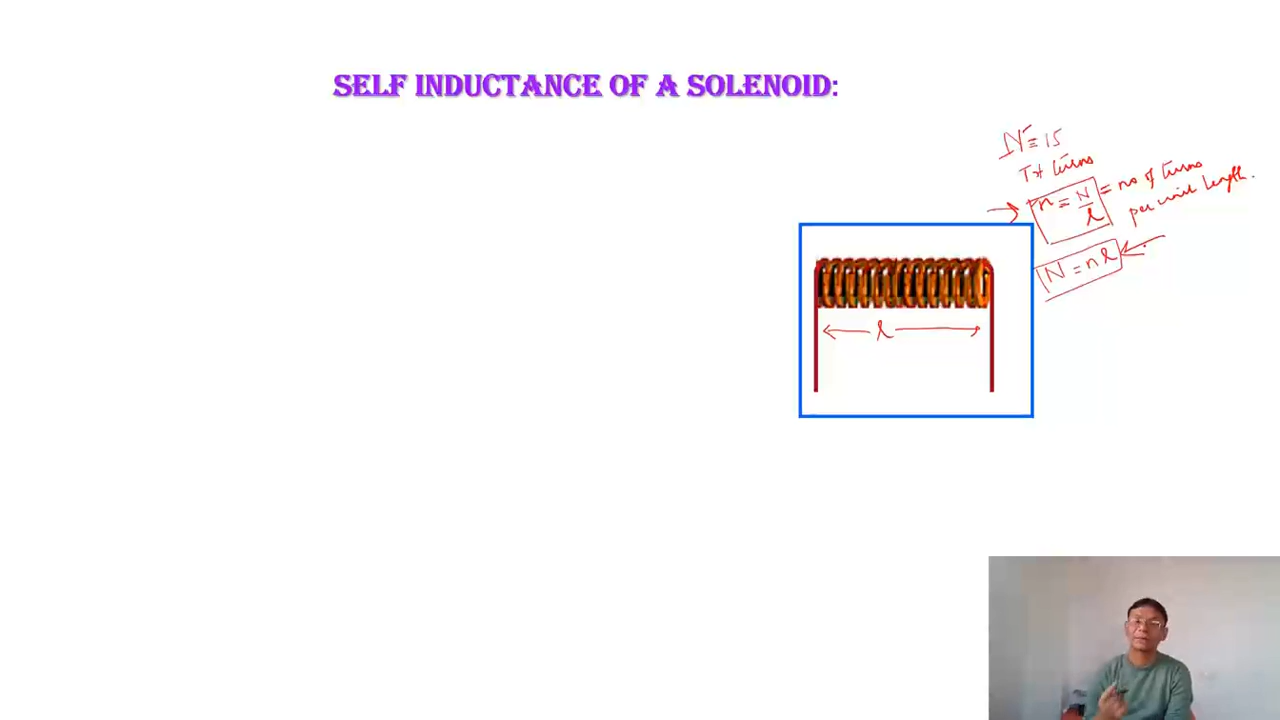 SELF INDUCTANCE OF A SOLENOID:
N = 15
Tot turns
n = N/l = no of turns
per unit length.
N = nl
l